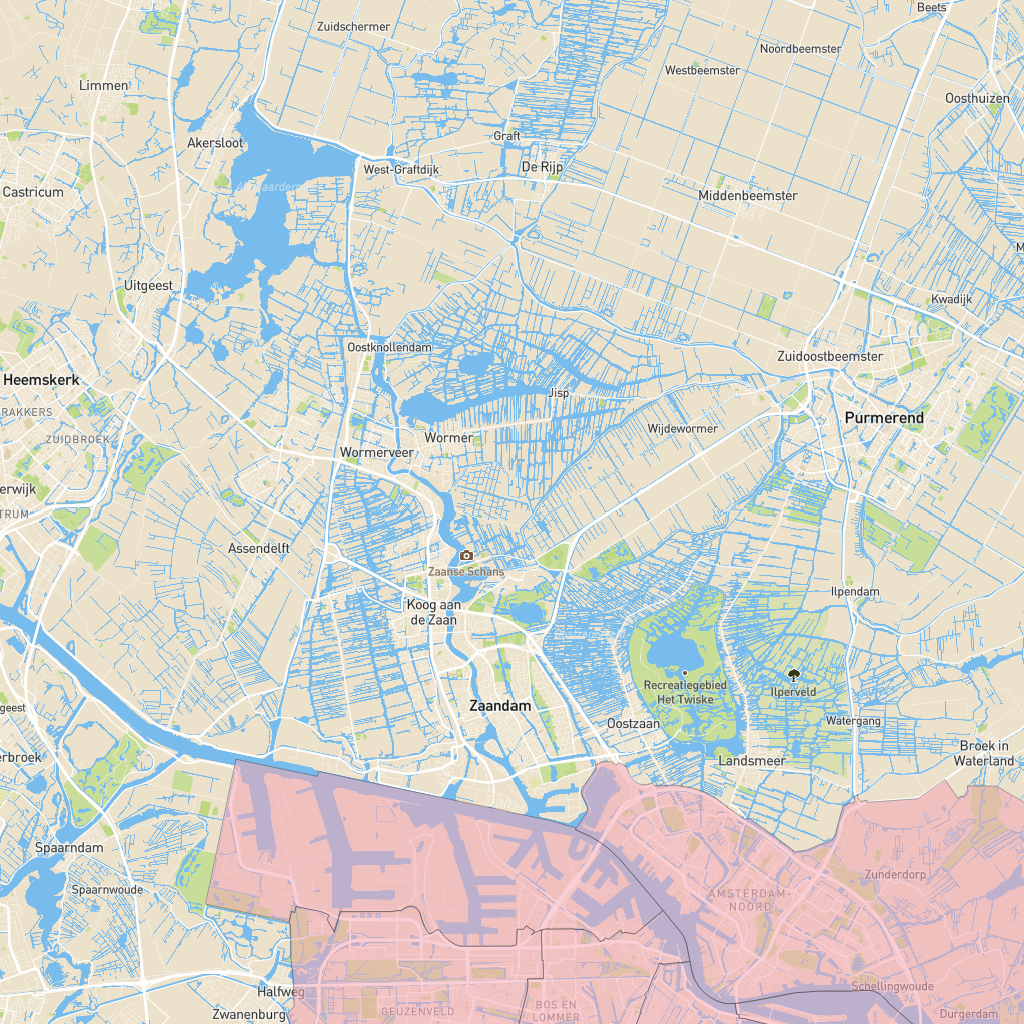 Beets
Zuidschermer
Noordbeemster
Westbeemster
Limmen
Oosthuizen
Graft
Akersloot
De Rijp
West-Graftdijk
Castricum
Middenbeemster
M
Uitgeest
Kwadijk
Oostknollendam
Zuidoostbeemster
Heemskerk
Jisp
RAKKERS
Purmerend
Wijdewormer
ZUIDBROEK
Wormer
Wormerveer
erwijk
TRUM
Assendelft
Zaanse Schans
Ilpendam
Koog aan
de Zaan
Recreatiegebied
Het Twiske
Ilperveld
geest
Zaandam
Oostzaan
Watergang
Broek in
Waterland
erbroek
Landsmeer
Spaarndam
Zunderdorp
Spaarnwoude
AMSTERDAM-
NOORD
Schellingwoude
Halfweg
Zwanenburg
GEUZENVELD
BOS EN
LOMMER
Durgerdam